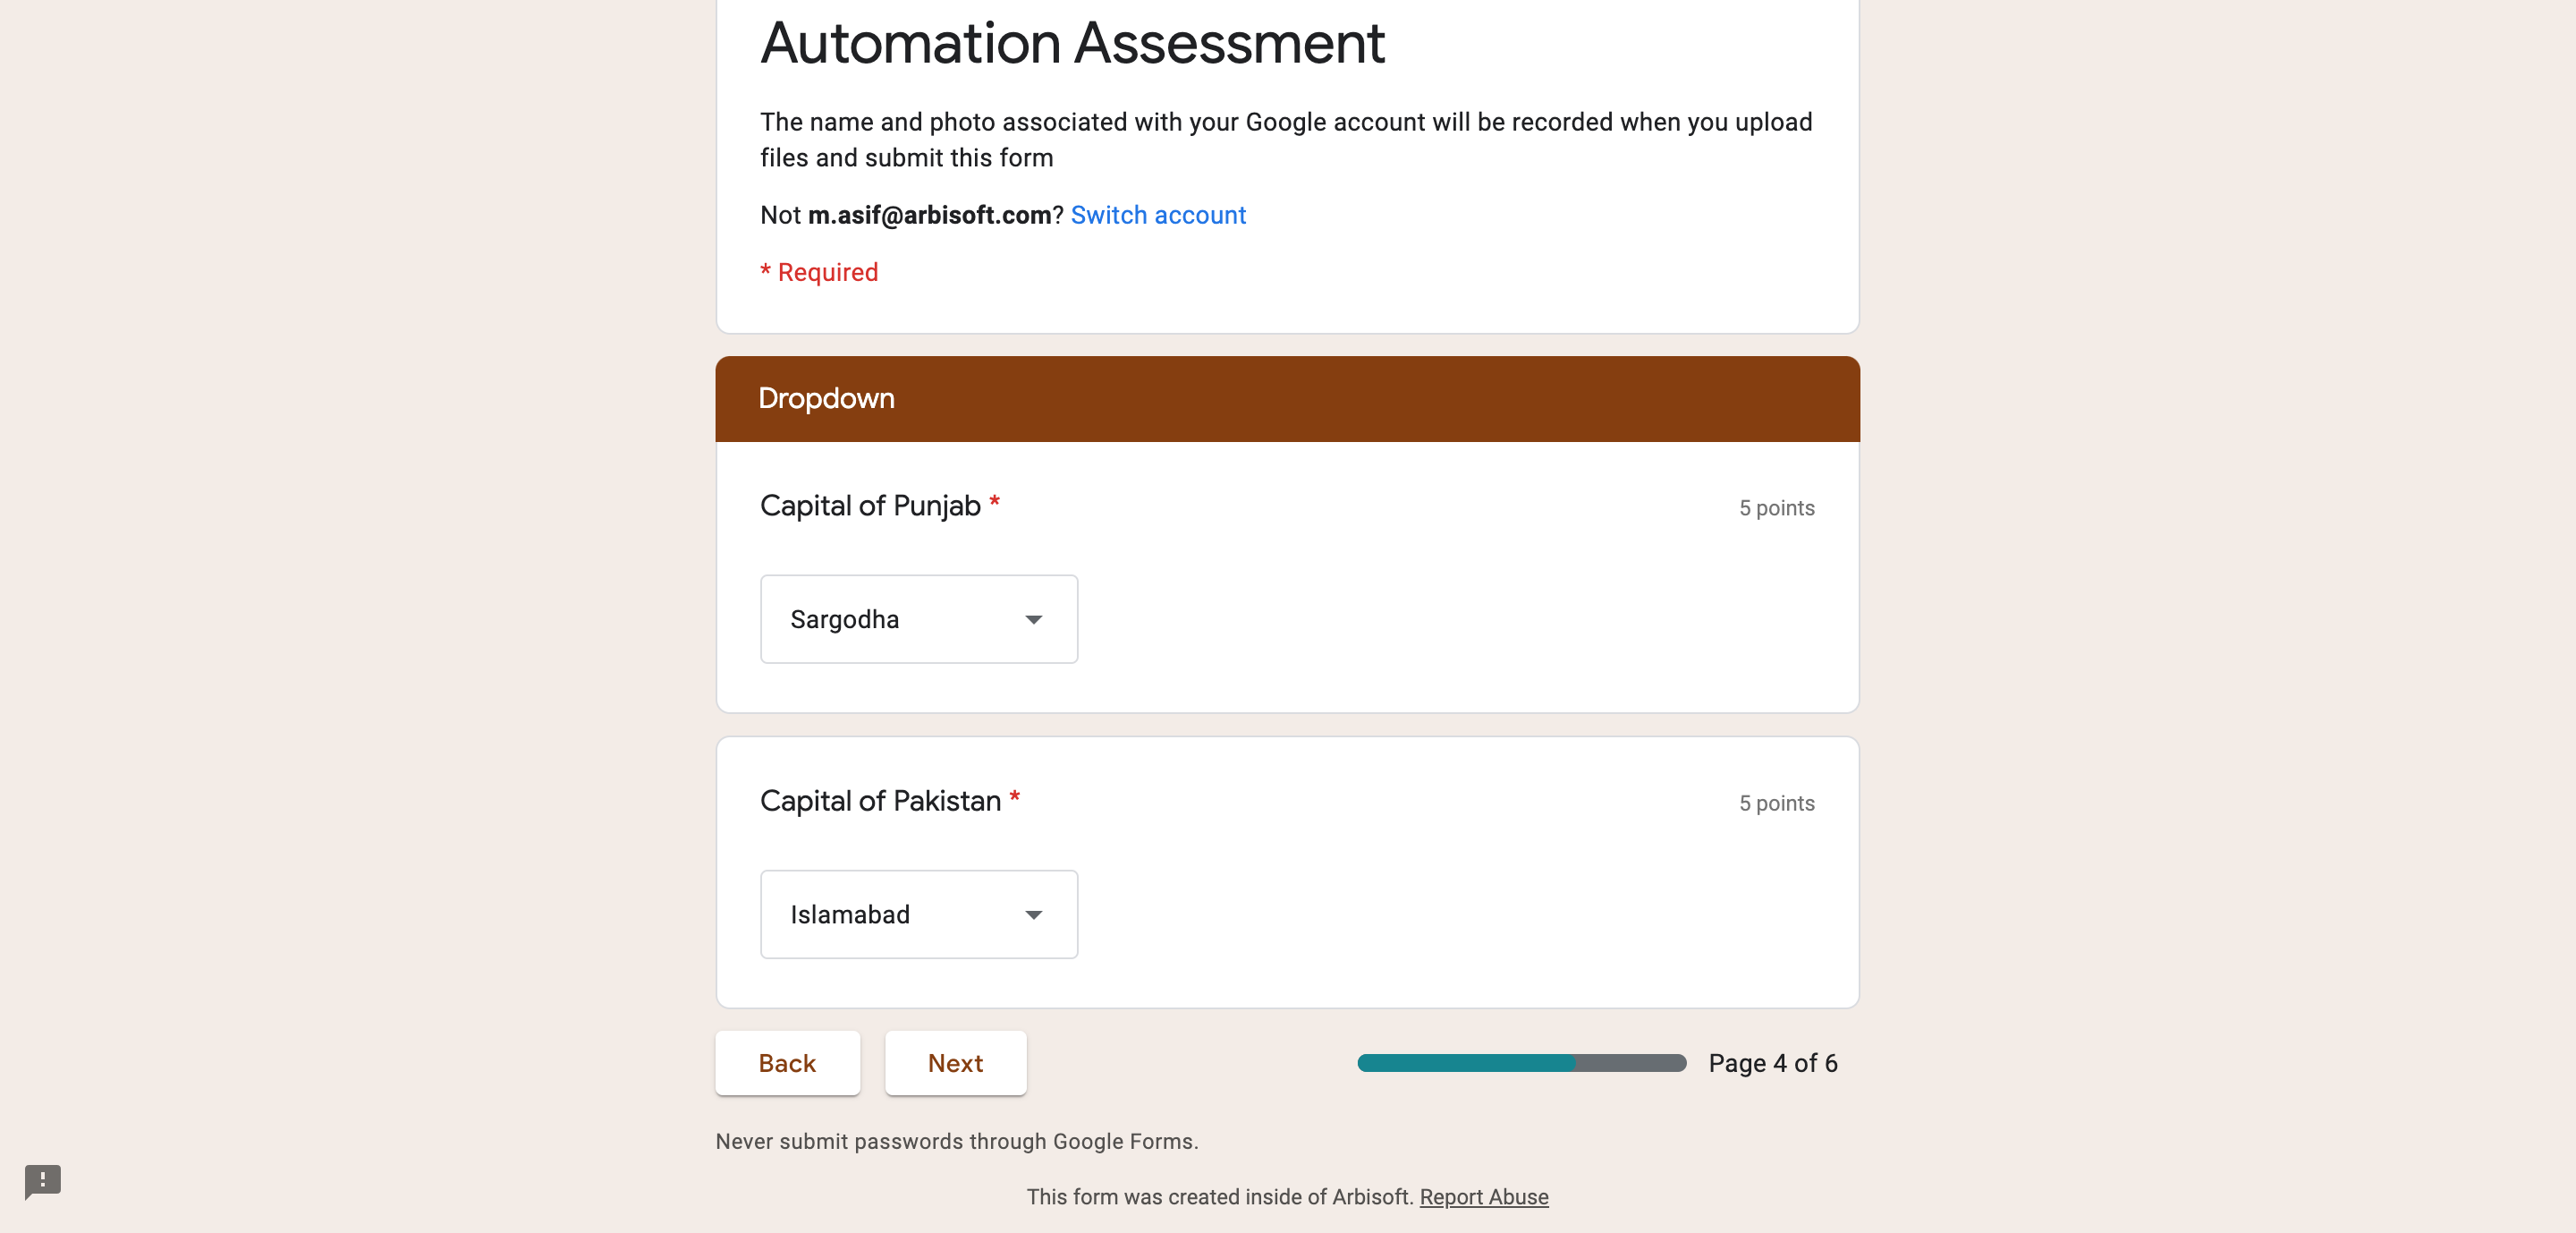 Automation Assessment
The name and photo associated with your Google account will be recorded when you upload
files and submit this form
Not m.asif@arbisoft.com? Switch account
* Required
Dropdown
Capital of Punjab *
5 points
Sargodha
Capital of Pakistan *
5 points
Islamabad
Back
Next
Page 4 of 6
Never submit passwords through Google Forms.
This form was created inside of Arbisoft. Report Abuse